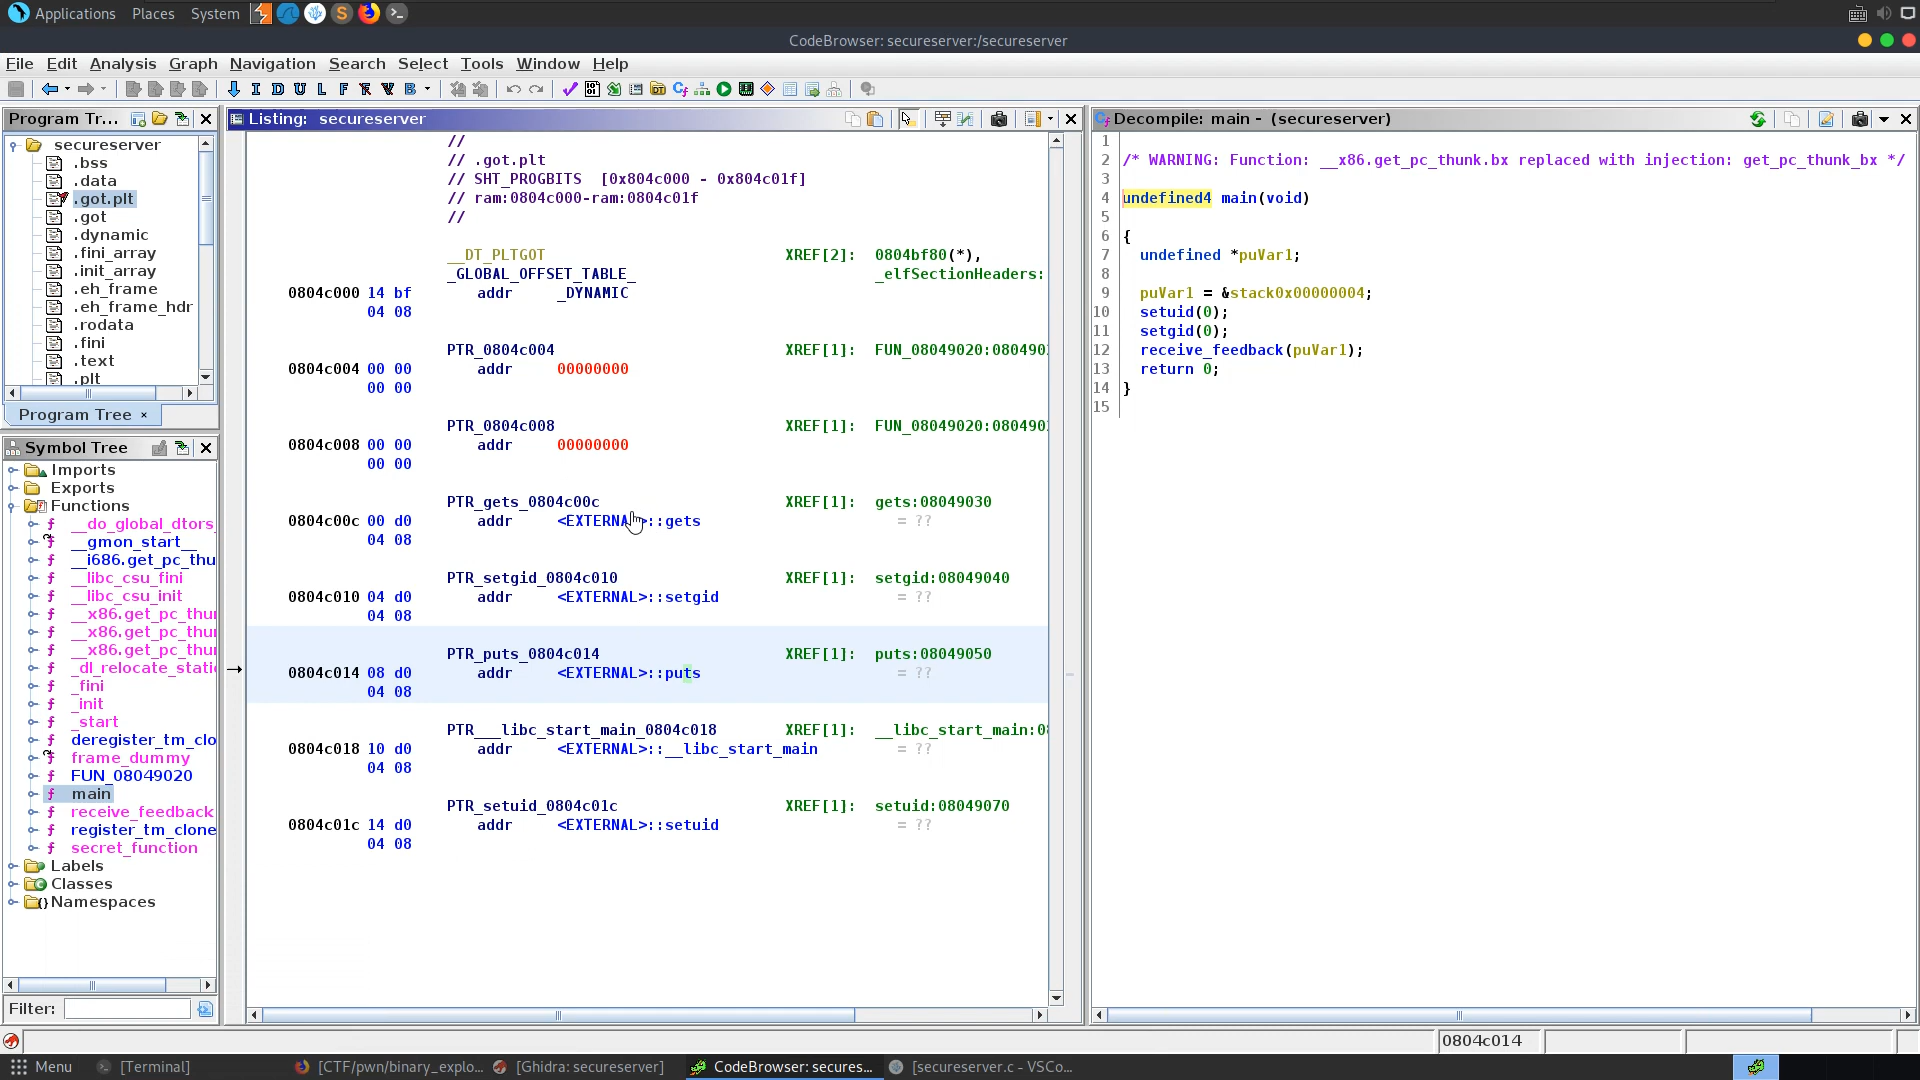 Applications Places System
CodeBrowser: secureserver:/secureserver
File Edit Analysis Graph Navigation Search Select Tools Window Help
I D U L F B
Program Tr...
secureserver
.bss
.data
.got.plt
.got
.dynamic
.fini_array
.init_array
.eh_frame
.eh_frame_hdr
.rodata
.fini
.text
.plt
Program Tree ×
Symbol Tree
Imports
Exports
Functions
f __do_global_dtors
f __gmon_start__
f __i686.get_pc_thu
f __libc_csu_fini
f __libc_csu_init
f __x86.get_pc_thu
f __x86.get_pc_thu
f __x86.get_pc_thu
f _dl_relocate_stati
f _fini
f _init
f _start
f deregister_tm_clo
f frame_dummy
f FUN_08049020
f main
f receive_feedback
f register_tm_clone
f secret_function
Labels
Classes
Namespaces
Filter:
Listing: secureserver
//
// .got.plt
// SHT_PROGBITS [0x804c000 - 0x804c01f]
// ram:0804c000-ram:0804c01f
//
__DT_PLTGOT XREF[2]: 0804bf80(*),
_GLOBAL_OFFSET_TABLE_ _elfSectionHeaders:
0804c000 14 bf addr _DYNAMIC
04 08
PTR_0804c004 XREF[1]: FUN_08049020:08049
0804c004 00 00 addr 00000000
00 00
PTR_0804c008 XREF[1]: FUN_08049020:08049
0804c008 00 00 addr 00000000
00 00
PTR_gets_0804c00c XREF[1]: gets:08049030
0804c00c 00 d0 addr <EXTERNAL>::gets = ??
04 08
PTR_setgid_0804c010 XREF[1]: setgid:08049040
0804c010 04 d0 addr <EXTERNAL>::setgid = ??
04 08
PTR_puts_0804c014 XREF[1]: puts:08049050
0804c014 08 d0 addr <EXTERNAL>::puts = ??
04 08
PTR___libc_start_main_0804c018 XREF[1]: __libc_start_main:0
0804c018 10 d0 addr <EXTERNAL>::__libc_start_main = ??
04 08
PTR_setuid_0804c01c XREF[1]: setuid:08049070
0804c01c 14 d0 addr <EXTERNAL>::setuid = ??
04 08
Decompile: main - (secureserver)
1
2 /* WARNING: Function: __x86.get_pc_thunk.bx replaced with injection: get_pc_thunk_bx */
3
4 undefined4 main(void)
5
6 {
7 undefined *puVar1;
8
9 puVar1 = &stack0x00000004;
10 setuid(0);
11 setgid(0);
12 receive_feedback(puVar1);
13 return 0;
14 }
15
0804c014
Menu [Terminal] [CTF/pwn/binary_explo... [Ghidra: secureserver] CodeBrowser: secures... [secureserver.c - VSCo...